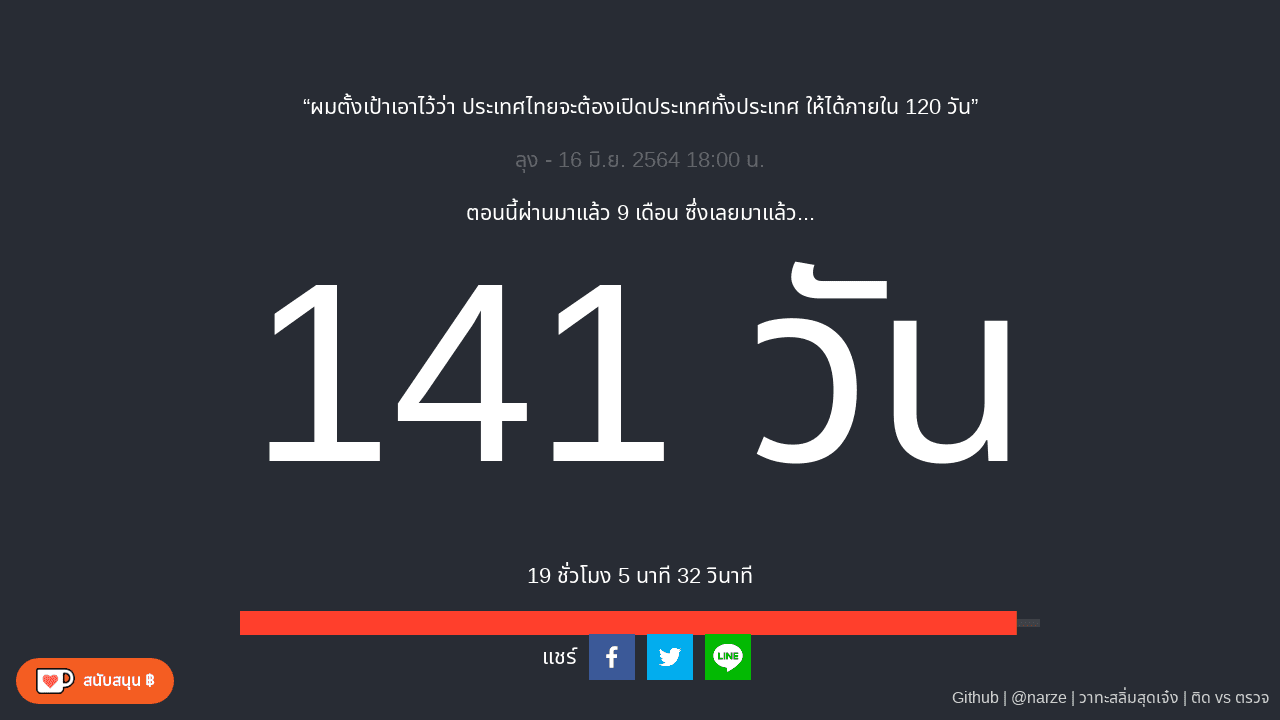 “ผมตั้งเป้าเอาไว้ว่า ประเทศไทยจะต้องเปิดประเทศทั้งประเทศ ให้ได้ภายใน 120 วัน”
ลุง - 16 มิ.ย. 2564 18:00 น.
ตอนนี้ผ่านมาแล้ว 9 เดือน ซึ่งเลยมาแล้ว...
141 วัน
19 ชั่วโมง 5 นาที 32 วินาที
แชร์
LINE
สนับสนุน ฿
Github | @narze | วาทะสลิ่มสุดเจ๋ง | ติด vs ตรวจ